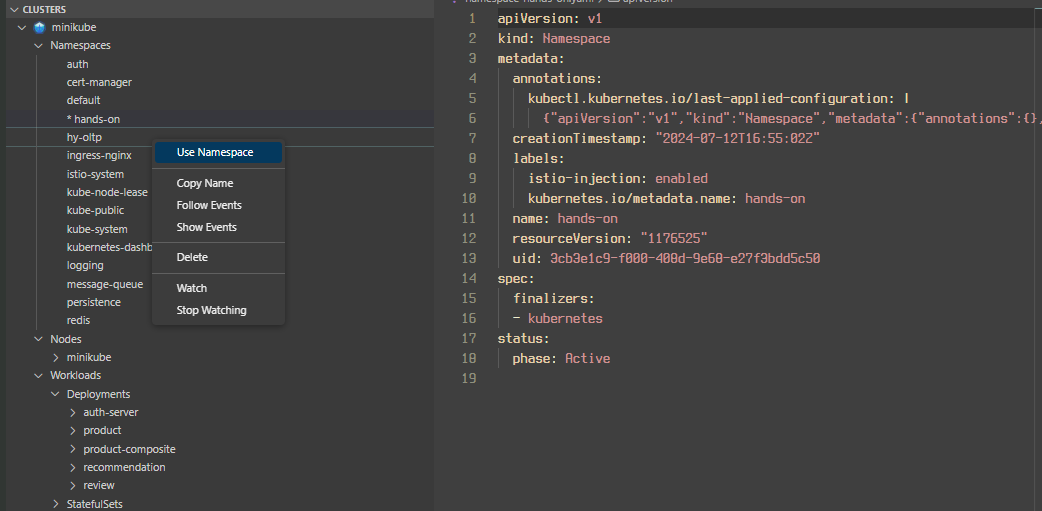 CLUSTERS
minikube
Namespaces
auth
cert-manager
default
* hands-on
hy-oltp
ingress-nginx
istio-system
kube-node-lease
kube-public
kube-system
kubernetes-dashb
logging
message-queue
persistence
redis
Nodes
minikube
Workloads
Deployments
auth-server
product
product-composite
recommendation
review
StatefulSets
Use Namespace
Copy Name
Follow Events
Show Events
Delete
Watch
Stop Watching
1 apiVersion: v1
2 kind: Namespace
3 metadata:
4 annotations:
5 kubectl.kubernetes.io/last-applied-configuration: |
6 {"apiVersion":"v1","kind":"Namespace","metadata":{"annotations":{},
7 creationTimestamp: "2024-07-12T16:55:02Z"
8 labels:
9 istio-injection: enabled
10 kubernetes.io/metadata.name: hands-on
11 name: hands-on
12 resourceVersion: "1176525"
13 uid: 3cb3e1c9-f000-400d-9e60-e27f3bdd5c50
14 spec:
15 finalizers:
16 - kubernetes
17 status:
18 phase: Active
19